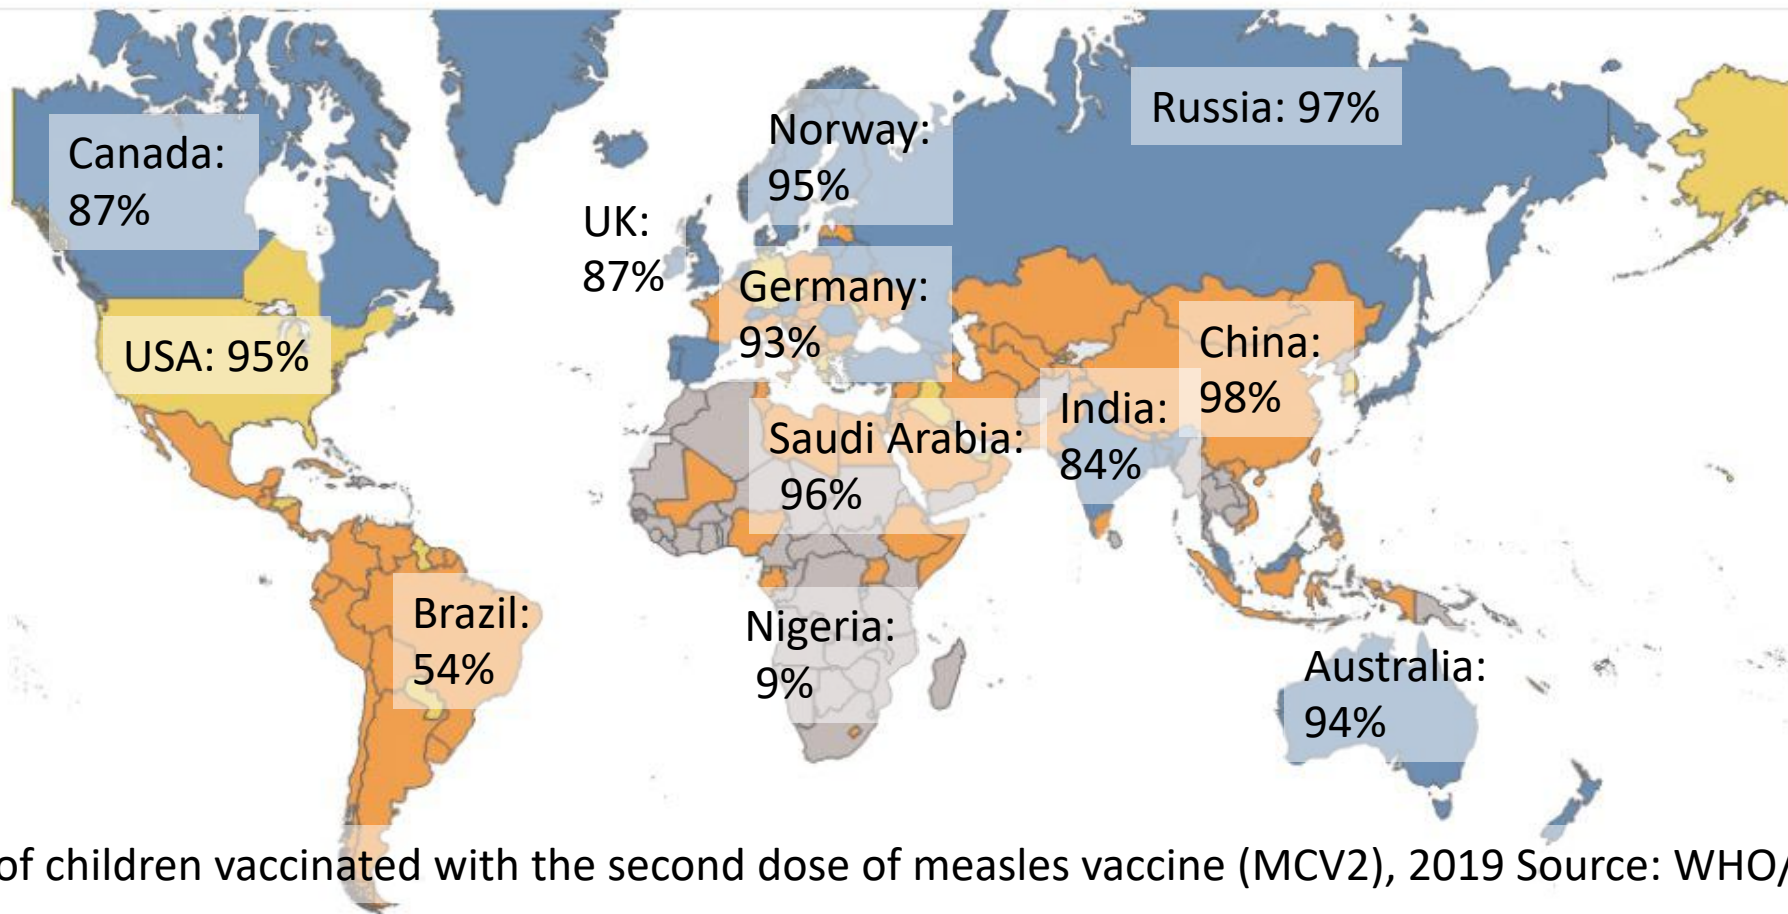 Canada:
87%
USA: 95%
Brazil:
54%
UK:
87%
Norway:
95%
Germany:
93%
Saudi Arabia:
96%
Nigeria:
9%
Russia: 97%
India:
84%
China:
98%
Australia:
94%
of children vaccinated with the second dose of measles vaccine (MCV2), 2019 Source: WHO/